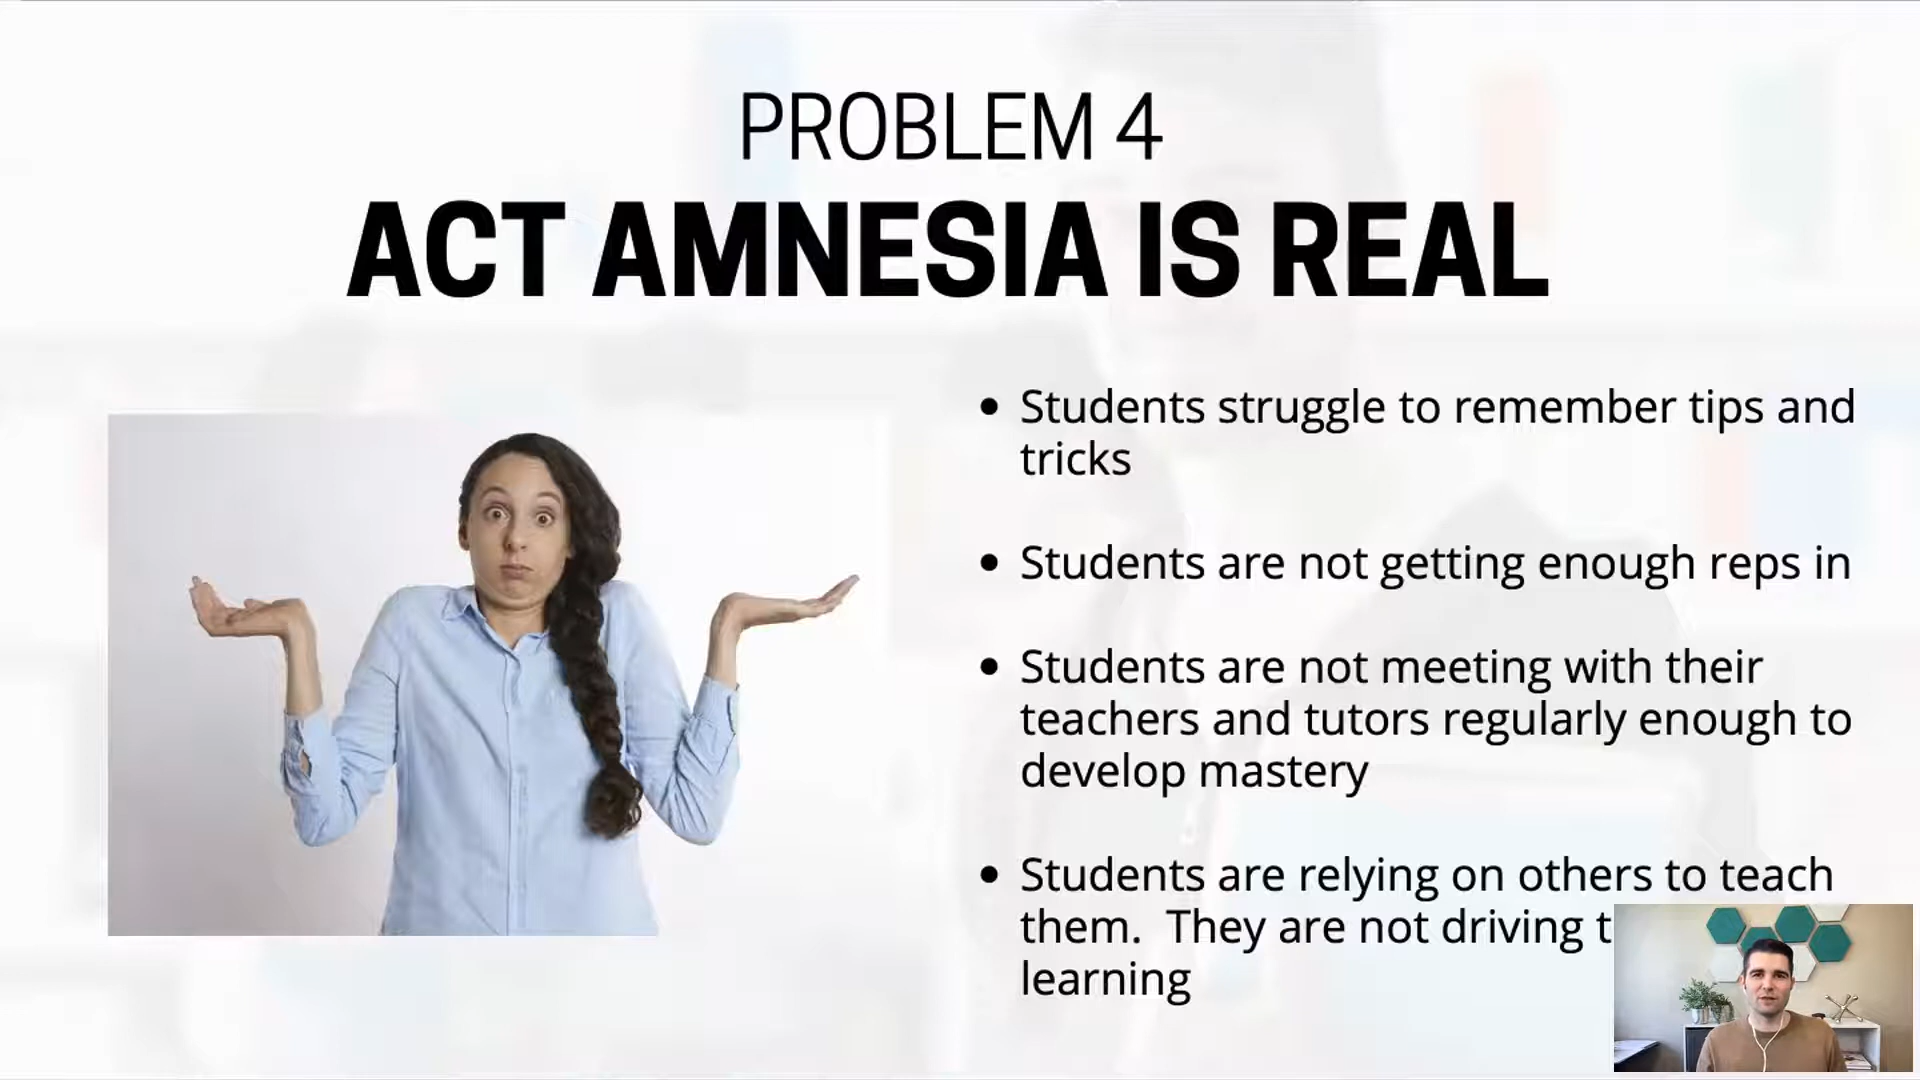 PROBLEM 4
ACT AMNESIA IS REAL
• Students struggle to remember tips and
tricks
• Students are not getting enough reps in
• Students are not meeting with their
teachers and tutors regularly enough to
develop mastery
• Students are relying on others to teach
them. They are not driving
learning